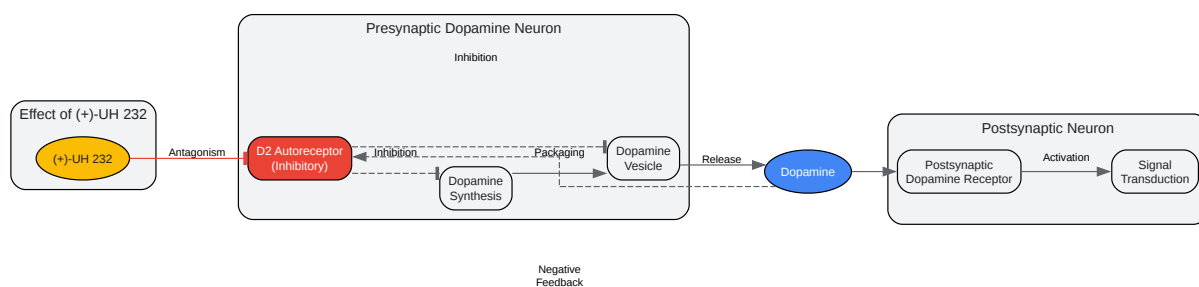 Effect of (+)-UH 232
(+)-UH 232
Antagonism
Presynaptic Dopamine Neuron
Inhibition
D2 Autoreceptor
(Inhibitory)
Inhibition
Dopamine
Synthesis
Packaging
Dopamine
Vesicle
Release
Dopamine
Postsynaptic Neuron
Postsynaptic
Dopamine Receptor
Activation
Signal
Transduction
Negative
Feedback